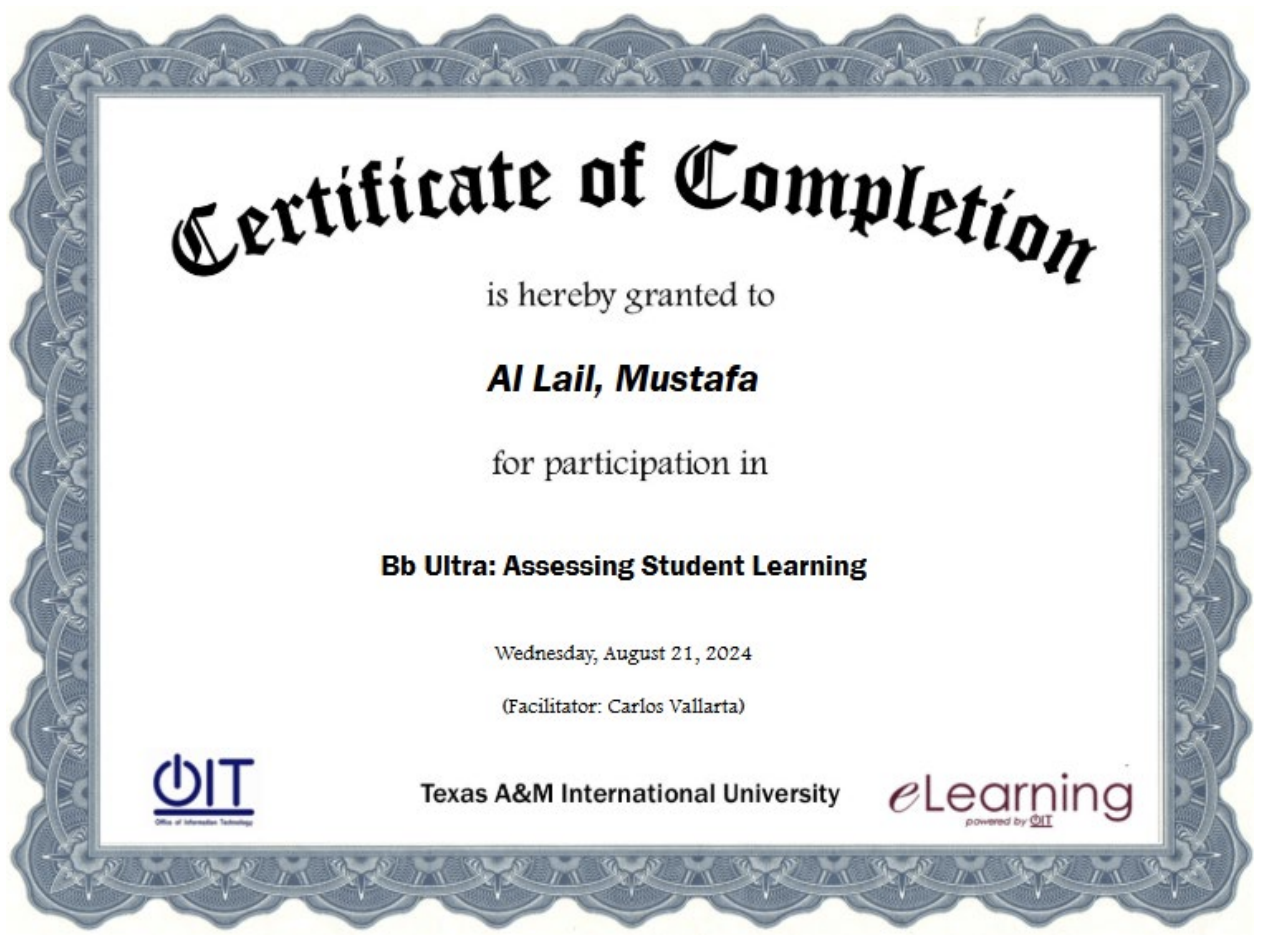 Certificate of Completion
is hereby granted to
Al Lail, Mustafa
for participation in
Bb Ultra: Assessing Student Learning
Wednesday, August 21, 2024
(Facilitator: Carlos Vallarta)
OIT
Office of Information Technology
Texas A&M International University
eLearning
powered by OIT